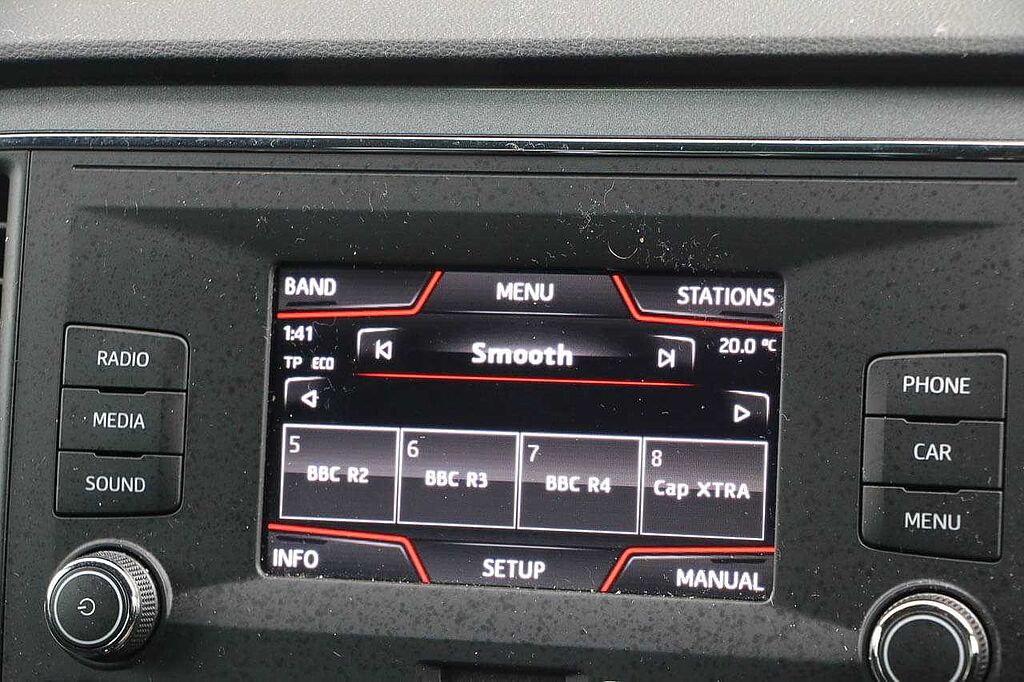 BAND
MENU
STATIONS
1:41
20.0 °C
TP ECO
Smooth
5
6
7
8
BBC R2
BBC R3
BBC R4
Cap XTRA
INFO
SETUP
MANUAL
RADIO
MEDIA
SOUND
PHONE
CAR
MENU